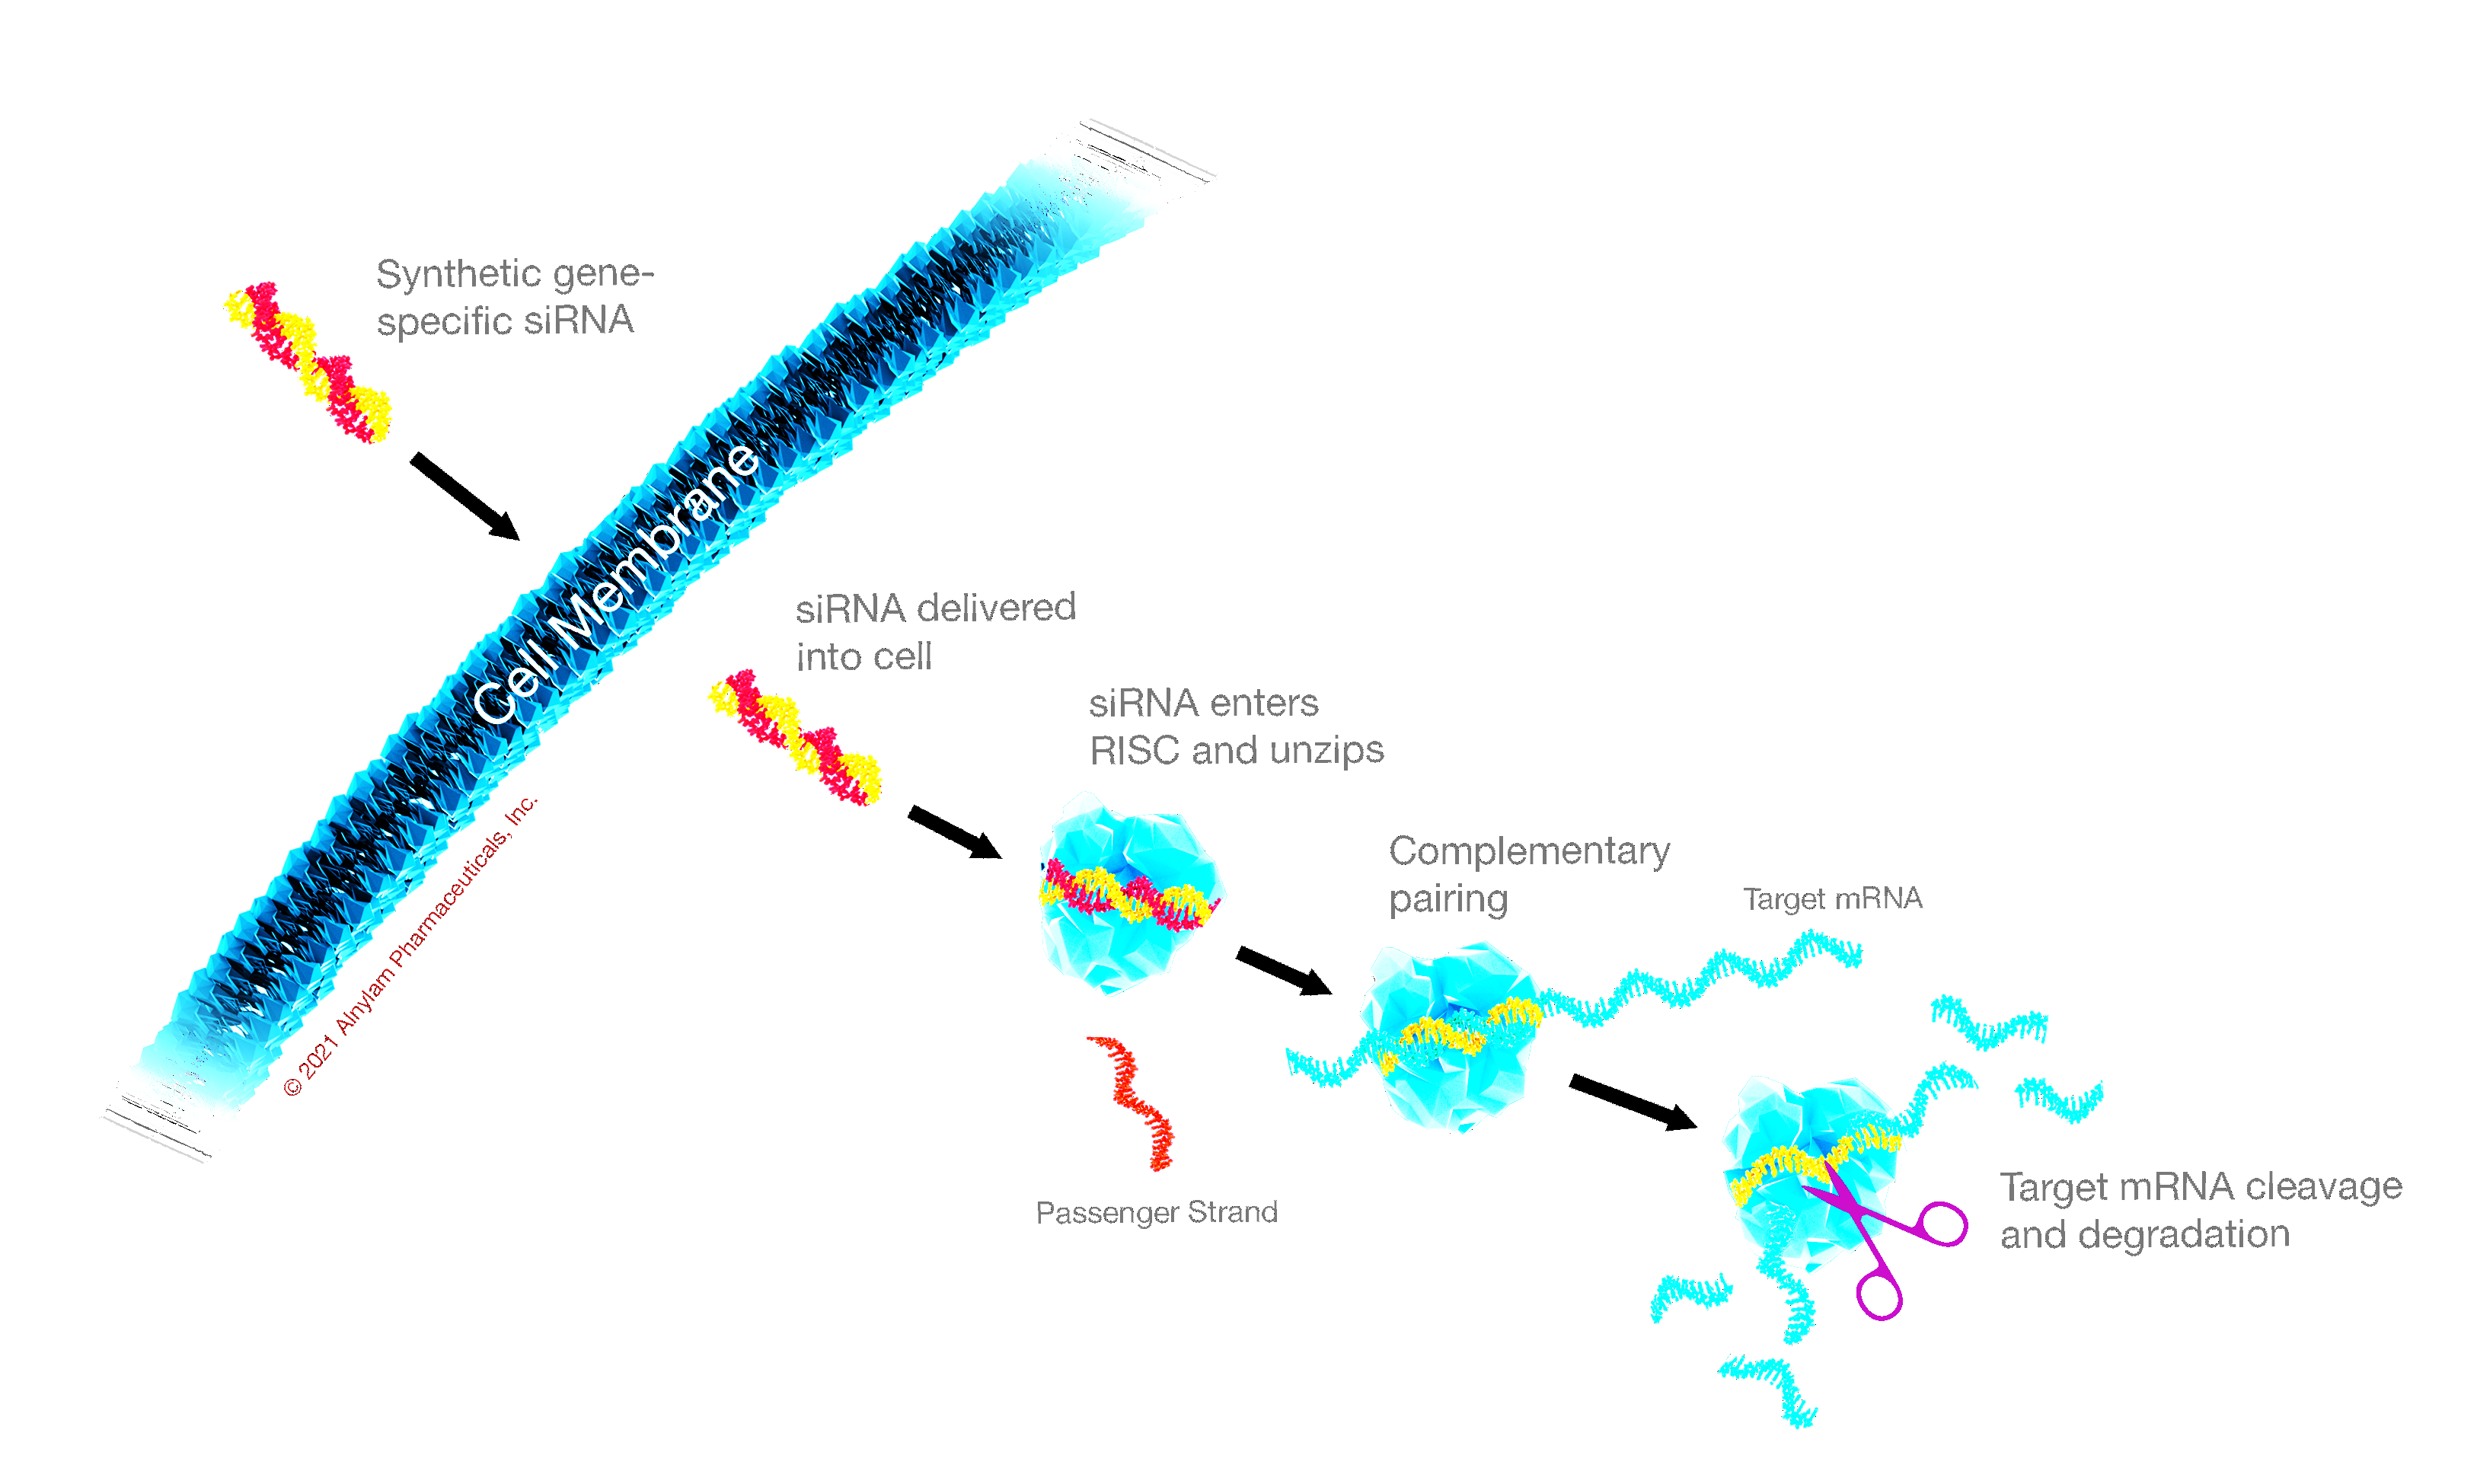 Synthetic gene-
specific siRNA
Cell Membrane
© 2021 Alnylam Pharmaceuticals, Inc.
siRNA delivered
into cell
siRNA enters
RISC and unzips
Passenger Strand
Complementary
pairing
Target mRNA
Target mRNA cleavage
and degradation